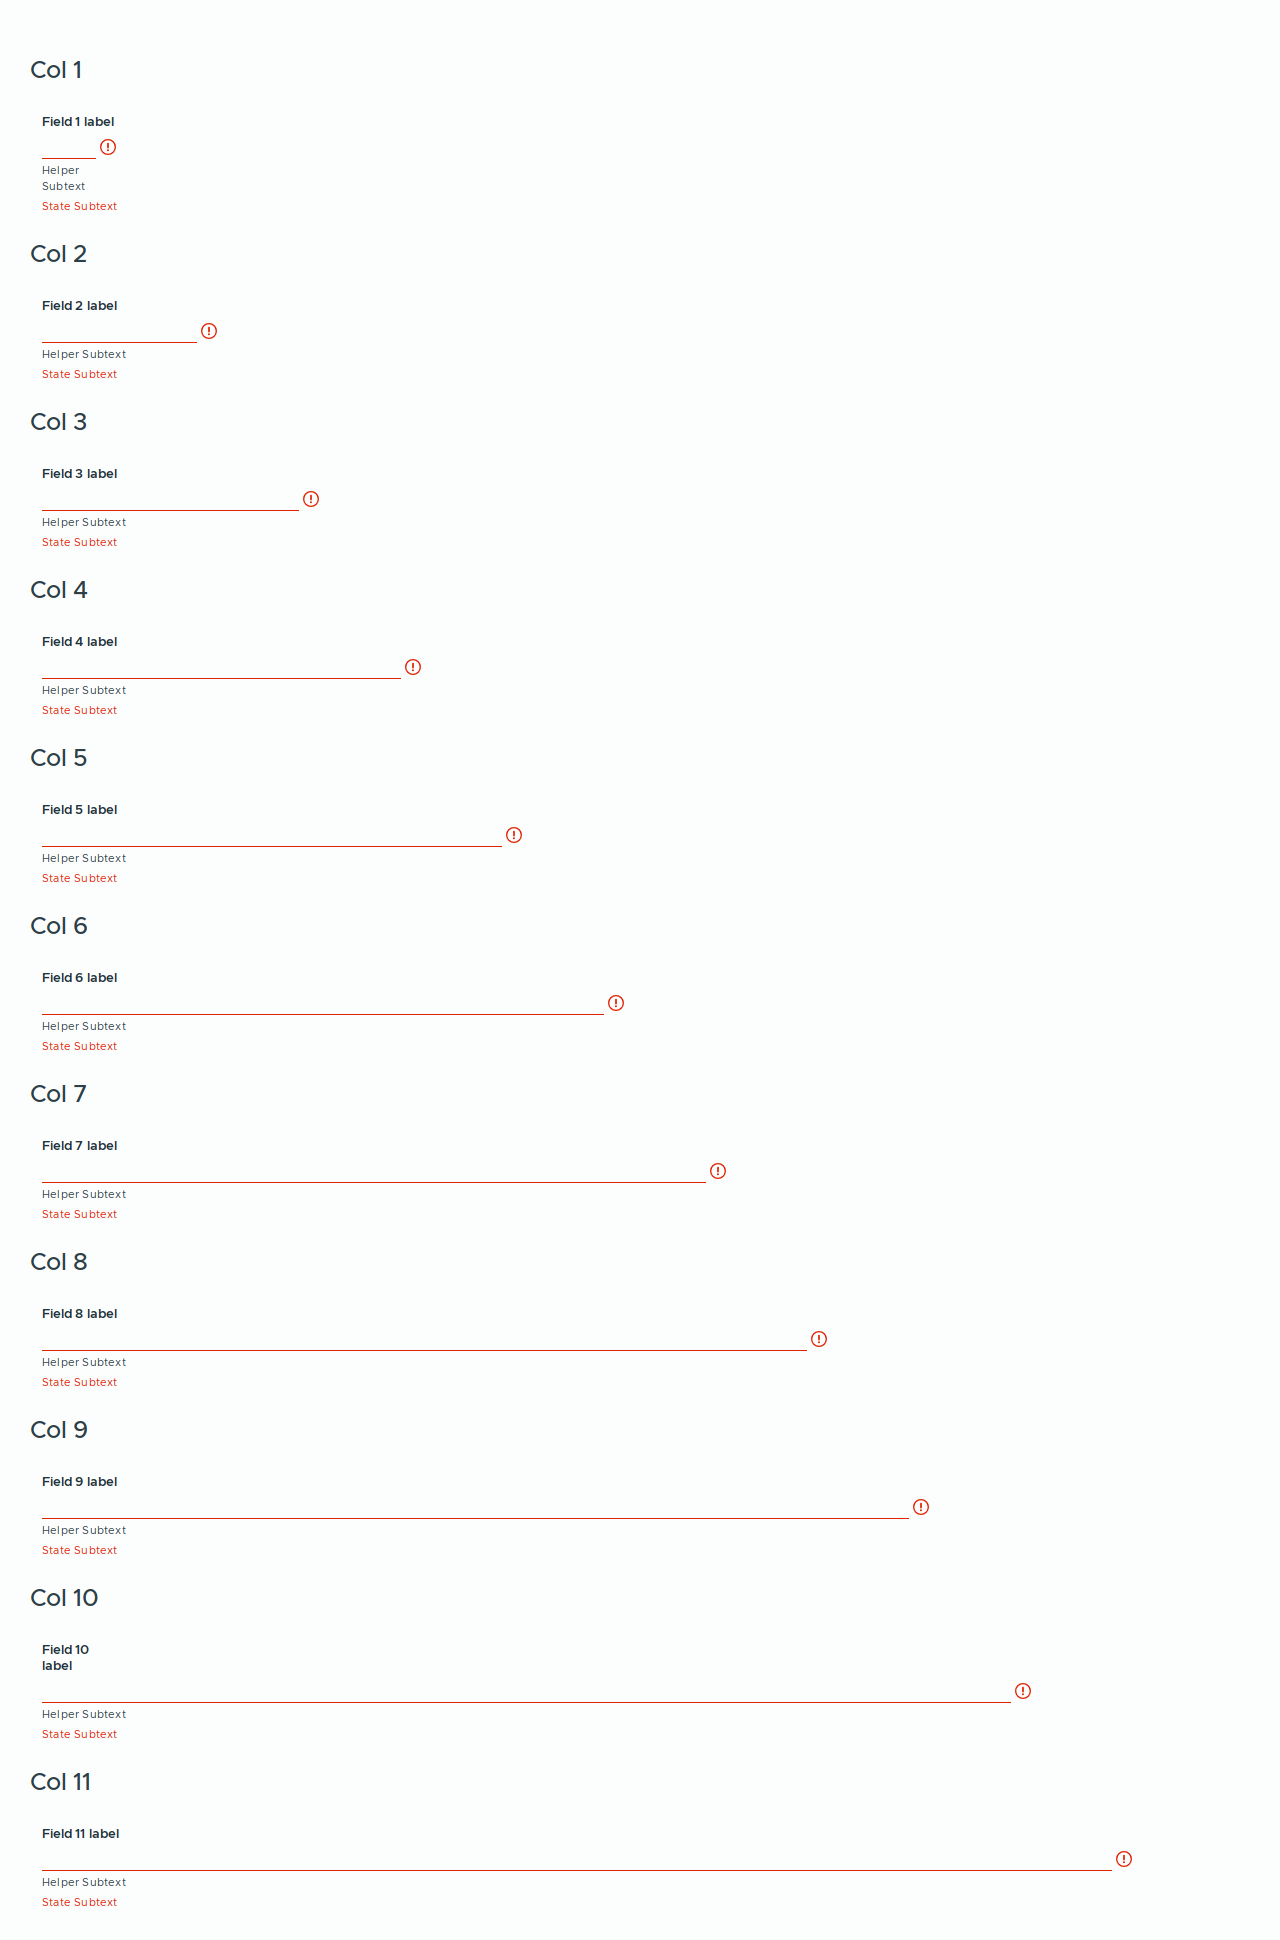 Col 1
Field 1 label
Helper
Subtext
State Subtext
Col 2
Field 2 label
Helper Subtext
State Subtext
Col 3
Field 3 label
Helper Subtext
State Subtext
Col 4
Field 4 label
Helper Subtext
State Subtext
Col 5
Field 5 label
Helper Subtext
State Subtext
Col 6
Field 6 label
Helper Subtext
State Subtext
Col 7
Field 7 label
Helper Subtext
State Subtext
Col 8
Field 8 label
Helper Subtext
State Subtext
Col 9
Field 9 label
Helper Subtext
State Subtext
Col 10
Field 10
label
Helper Subtext
State Subtext
Col 11
Field 11 label
Helper Subtext
State Subtext